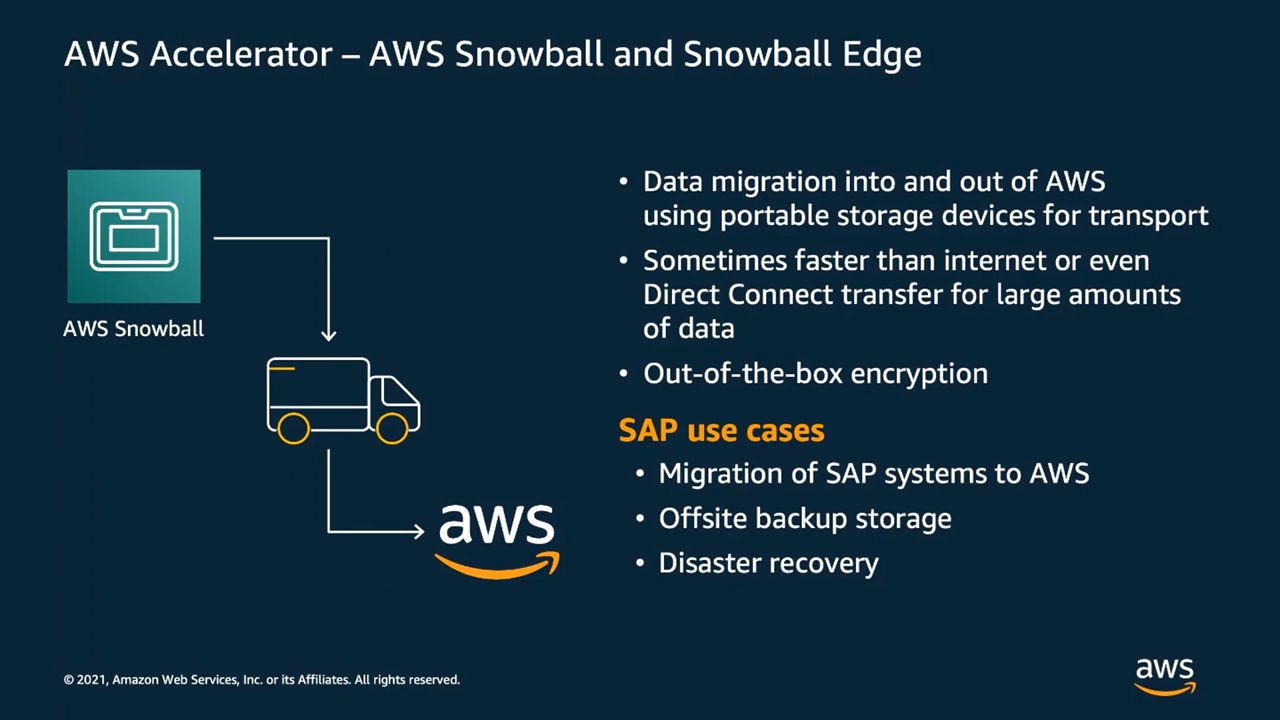 AWS Accelerator – AWS Snowball and Snowball Edge
AWS Snowball
aws
• Data migration into and out of AWS
using portable storage devices for transport
• Sometimes faster than internet or even
Direct Connect transfer for large amounts
of data
• Out-of-the-box encryption
SAP use cases
• Migration of SAP systems to AWS
• Offsite backup storage
• Disaster recovery
© 2021, Amazon Web Services, Inc. or its Affiliates. All rights reserved.
aws